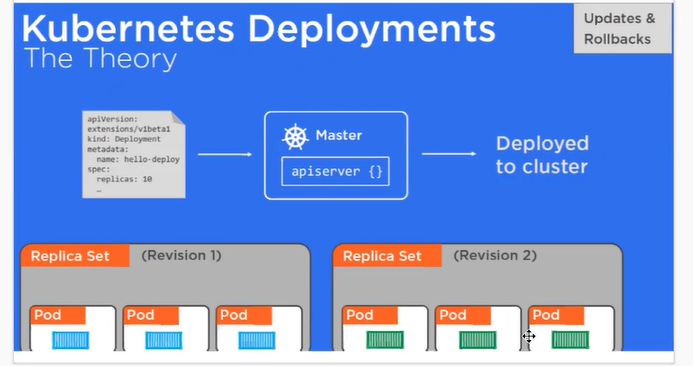 Kubernetes Deployments
The Theory
Updates &
Rollbacks
apiVersion:
extensions/v1beta1
kind: Deployment
metadata:
  name: hello-deploy
spec:
  replicas: 10
  …
Master
apiserver {}
Deployed
to cluster
Replica Set (Revision 1)
Pod Pod Pod
Replica Set (Revision 2)
Pod Pod Pod